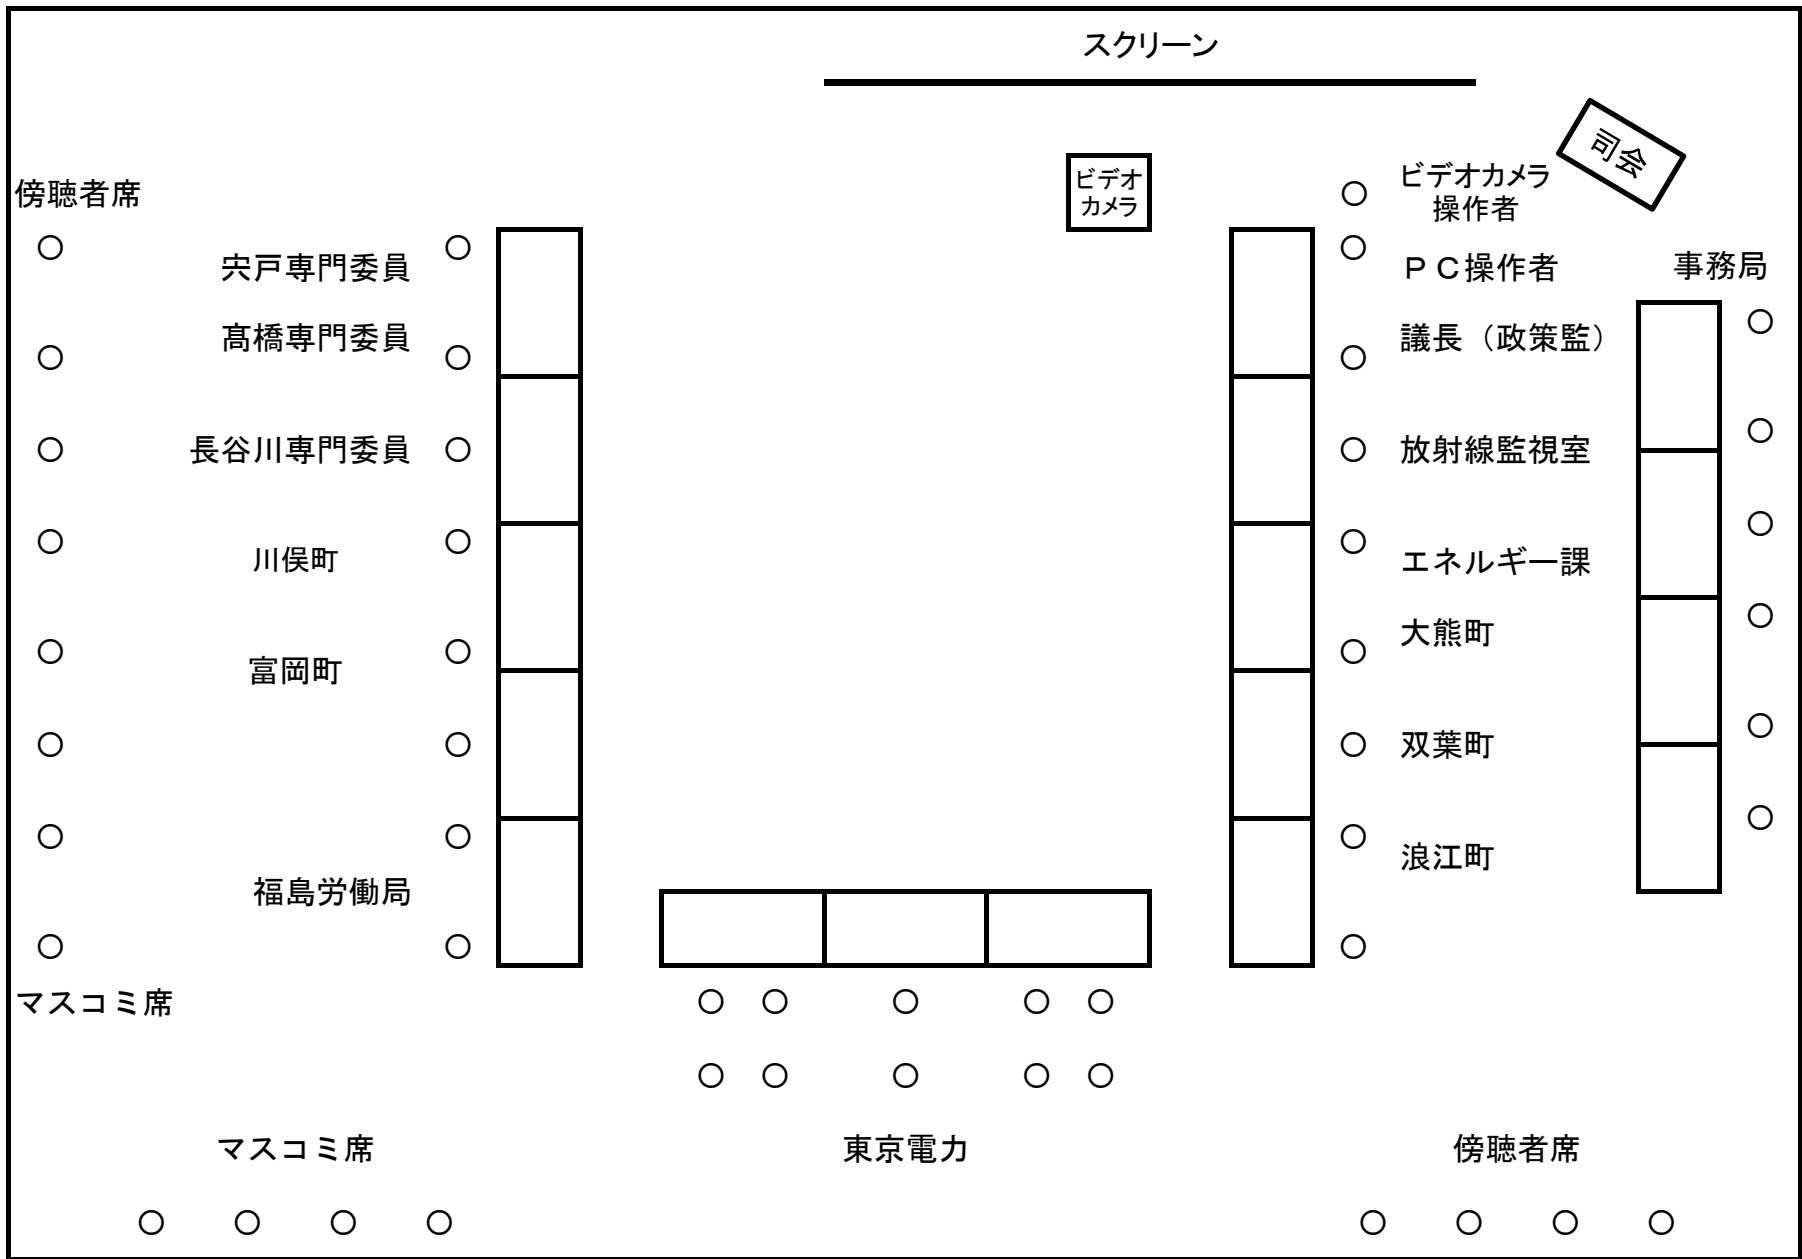 スクリーン
司会
ビデオ
カメラ
ビデオカメラ
操作者
傍聴者席
宍戸専門委員
ＰＣ操作者
事務局
髙橋専門委員
議長（政策監）
長谷川専門委員
放射線監視室
川俣町
エネルギー課
大熊町
富岡町
双葉町
浪江町
福島労働局
マスコミ席
マスコミ席
東京電力
傍聴者席